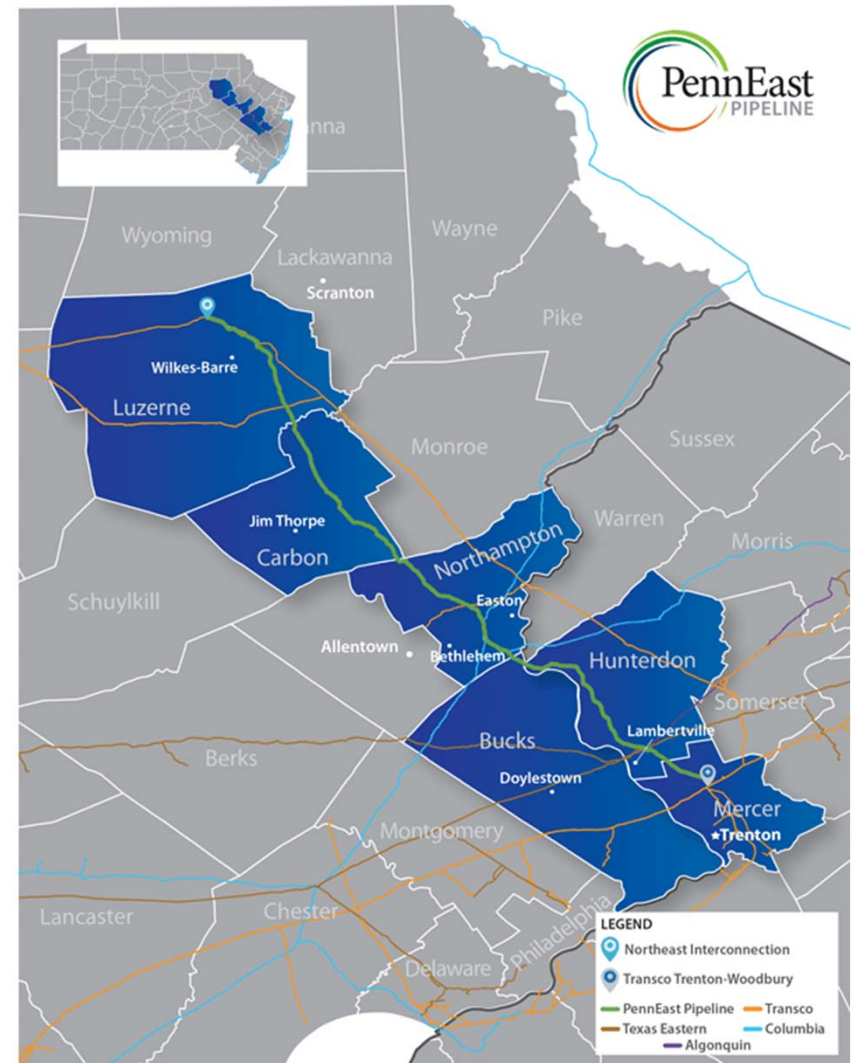 PennEast
PIPELINE
anna
Wyoming
Wayne
Lackawanna
Scranton
Pike
Wilkes-Barre
Luzerne
Sussex
Monroe
Warren
Jim Thorpe
Northampton
Morris
Carbon
Schuylkill
Easton
Allentown
Bethlehem
Hunterdon
Somerset
Lambertville
Bucks
Berks
Doylestown
Mercer
Montgomery
Trenton
Lancaster
Chester
Philadelphia
Delaware
LEGEND
Northeast Interconnection
Transco Trenton-Woodbury
PennEast Pipeline Transco
Texas Eastern Columbia
Algonquin